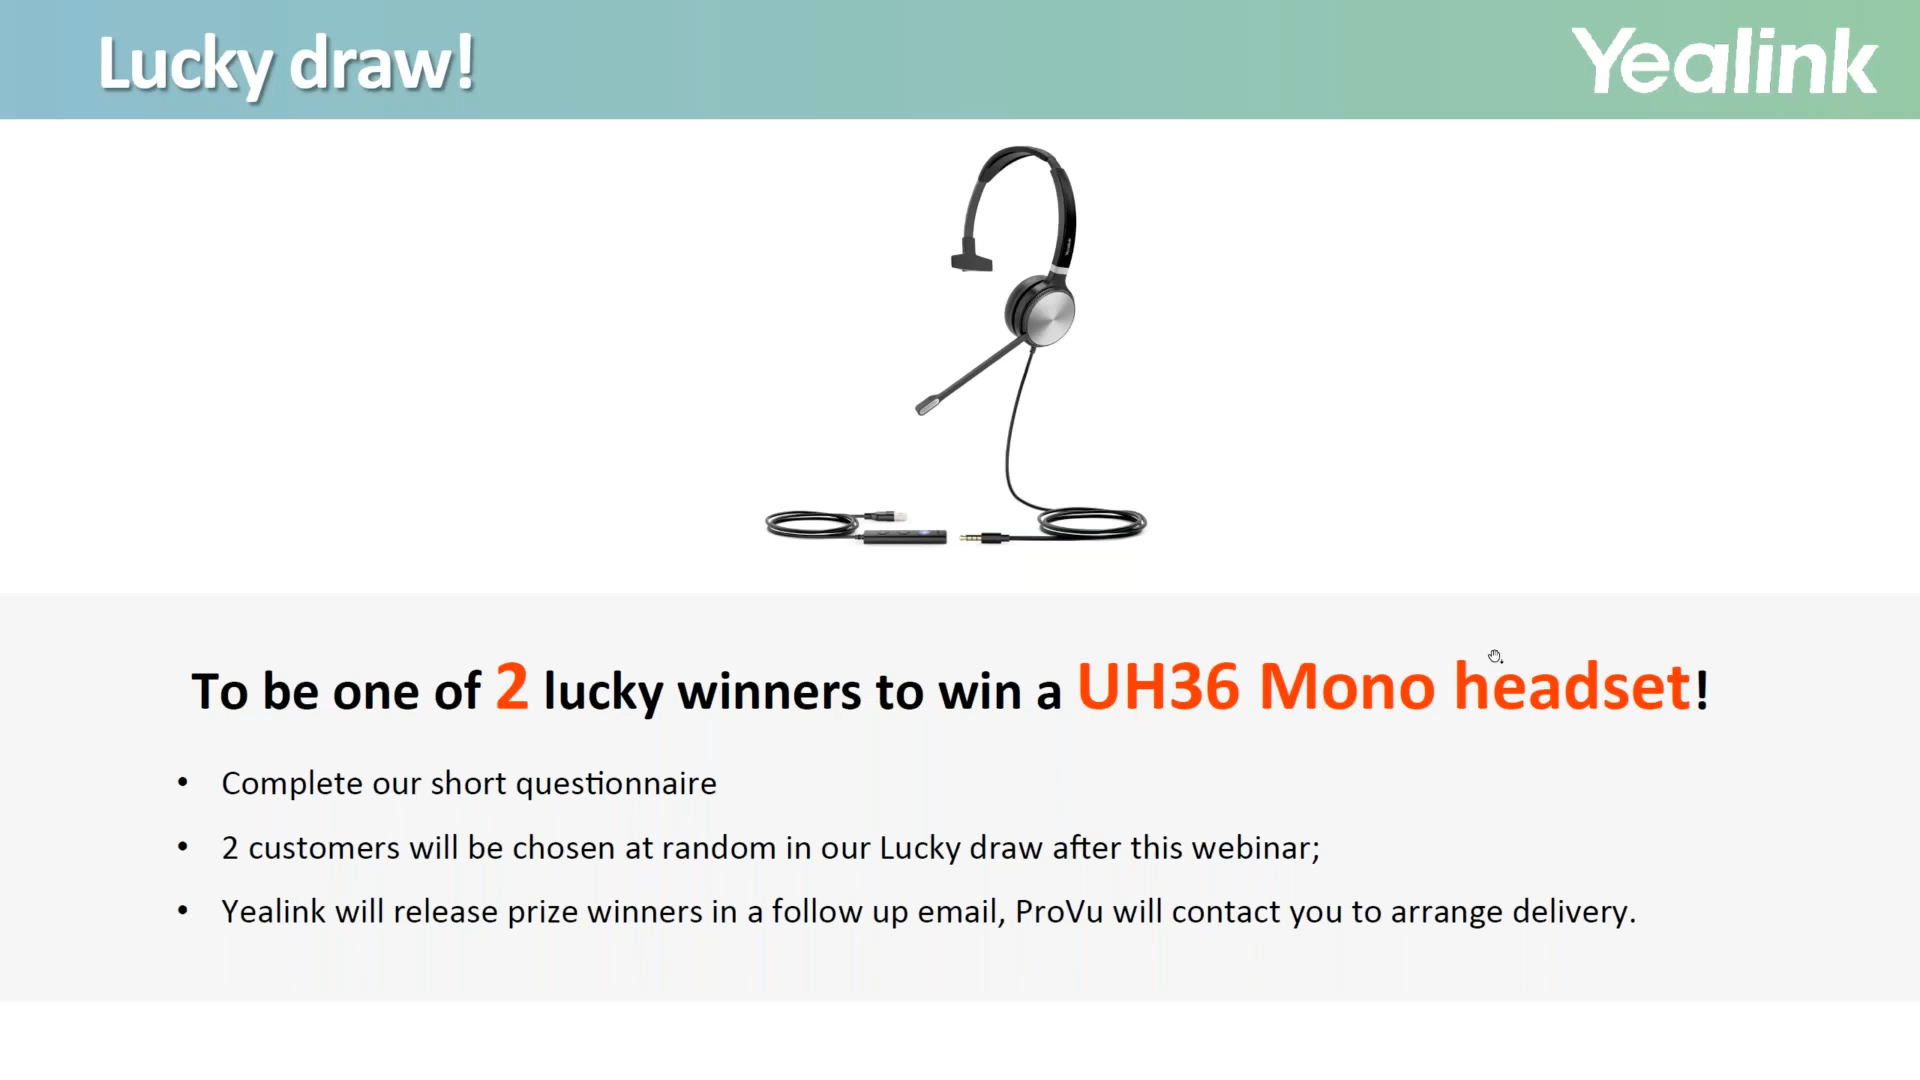 Lucky draw!
Yealink
To be one of 2 lucky winners to win a UH36 Mono headset!
• Complete our short questionnaire
• 2 customers will be chosen at random in our Lucky draw after this webinar;
• Yealink will release prize winners in a follow up email, ProVu will contact you to arrange delivery.